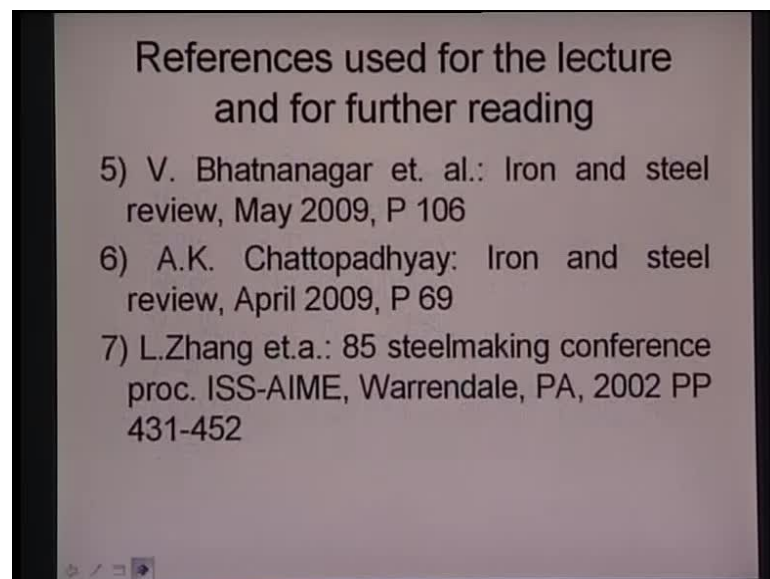 References used for the lecture
and for further reading
5) V. Bhatnanagar et. al.: Iron and steel
review, May 2009, P 106
6) A.K. Chattopadhyay: Iron and steel
review, April 2009, P 69
7) L.Zhang et.a.: 85 steelmaking conference
proc. ISS-AIME, Warrendale, PA, 2002 PP
431-452